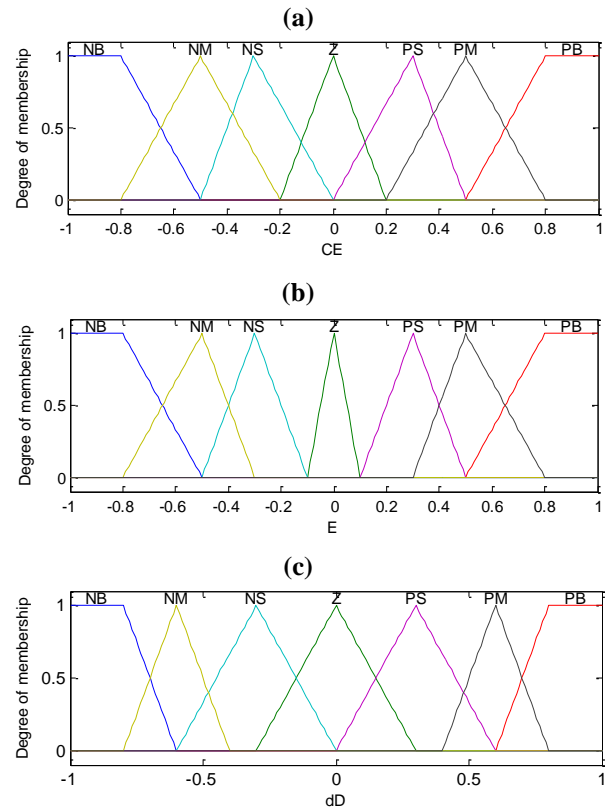 (a)
NB NM NS Z PS PM PB
1
0.5
0
Degree of membership
-1 -0.8 -0.6 -0.4 -0.2 0 0.2 0.4 0.6 0.8 1
CE
(b)
NB NM NS Z PS PM PB
1
0.5
0
Degree of membership
-1 -0.8 -0.6 -0.4 -0.2 0 0.2 0.4 0.6 0.8 1
E
(c)
NB NM NS Z PS PM PB
1
0.5
0
Degree of membership
-1 -0.5 0 0.5 1
dD